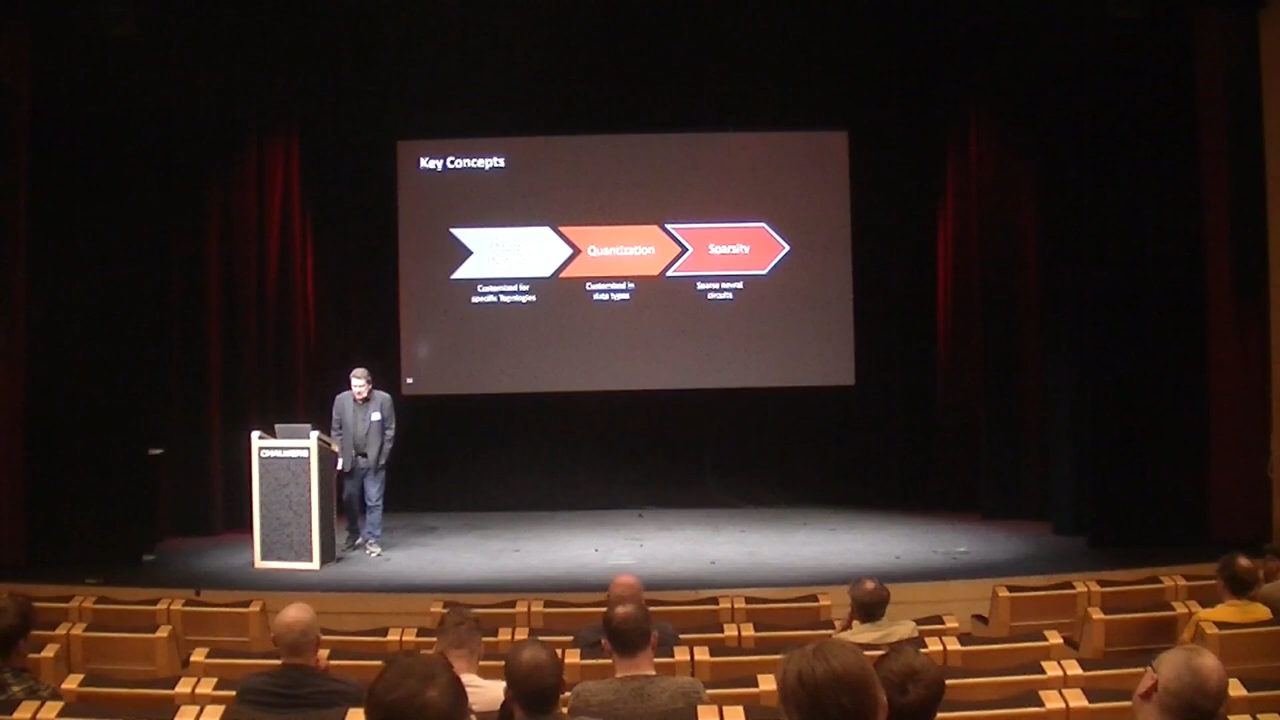 Key Concepts
Quantization
Sparsity
Customized for
specific Topologies
Customized in
data types
Sparse neural
circuits
CHALMERS